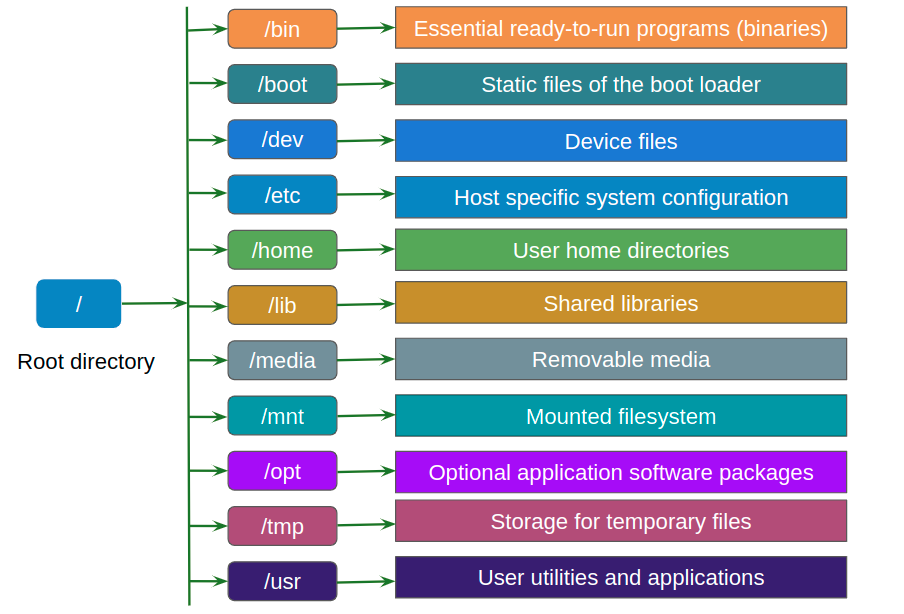 /bin
Essential ready-to-run programs (binaries)
/boot
Static files of the boot loader
/dev
Device files
/etc
Host specific system configuration
/home
User home directories
/
Root directory
/lib
Shared libraries
/media
Removable media
/mnt
Mounted filesystem
/opt
Optional application software packages
/tmp
Storage for temporary files
/usr
User utilities and applications